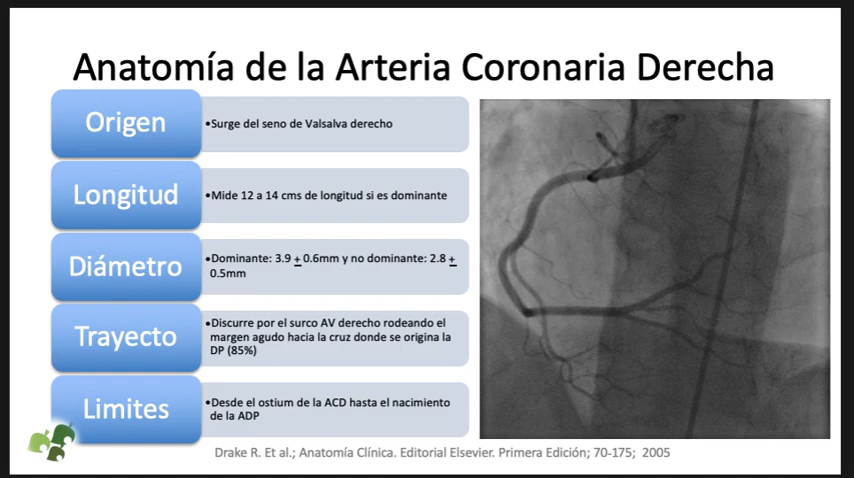 Anatomía de la Arteria Coronaria Derecha
Origen
•Surge del seno de Valsalva derecho
Longitud
•Mide 12 a 14 cms de longitud si es dominante
Diámetro
•Dominante: 3.9 + 0.6mm y no dominante: 2.8 +
0.5mm
Trayecto
•Discurre por el surco AV derecho rodeando el
margen agudo hacia la cruz donde se origina la
DP (85%)
Limites
•Desde el ostium de la ACD hasta el nacimiento
de la ADP
Drake R. Et al.; Anatomía Clínica. Editorial Elsevier. Primera Edición; 70-175; 2005